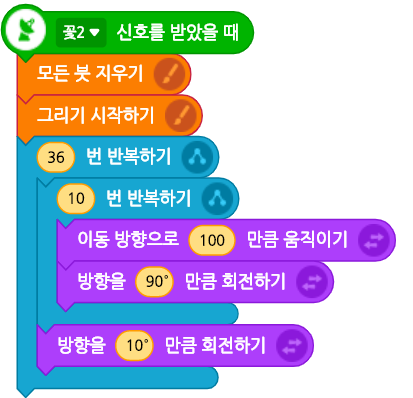 꽃2 신호를 받았을 때
모든 붓 지우기
그리기 시작하기
36 번 반복하기
10 번 반복하기
이동 방향으로 100 만큼 움직이기
방향을 90° 만큼 회전하기
방향을 10° 만큼 회전하기